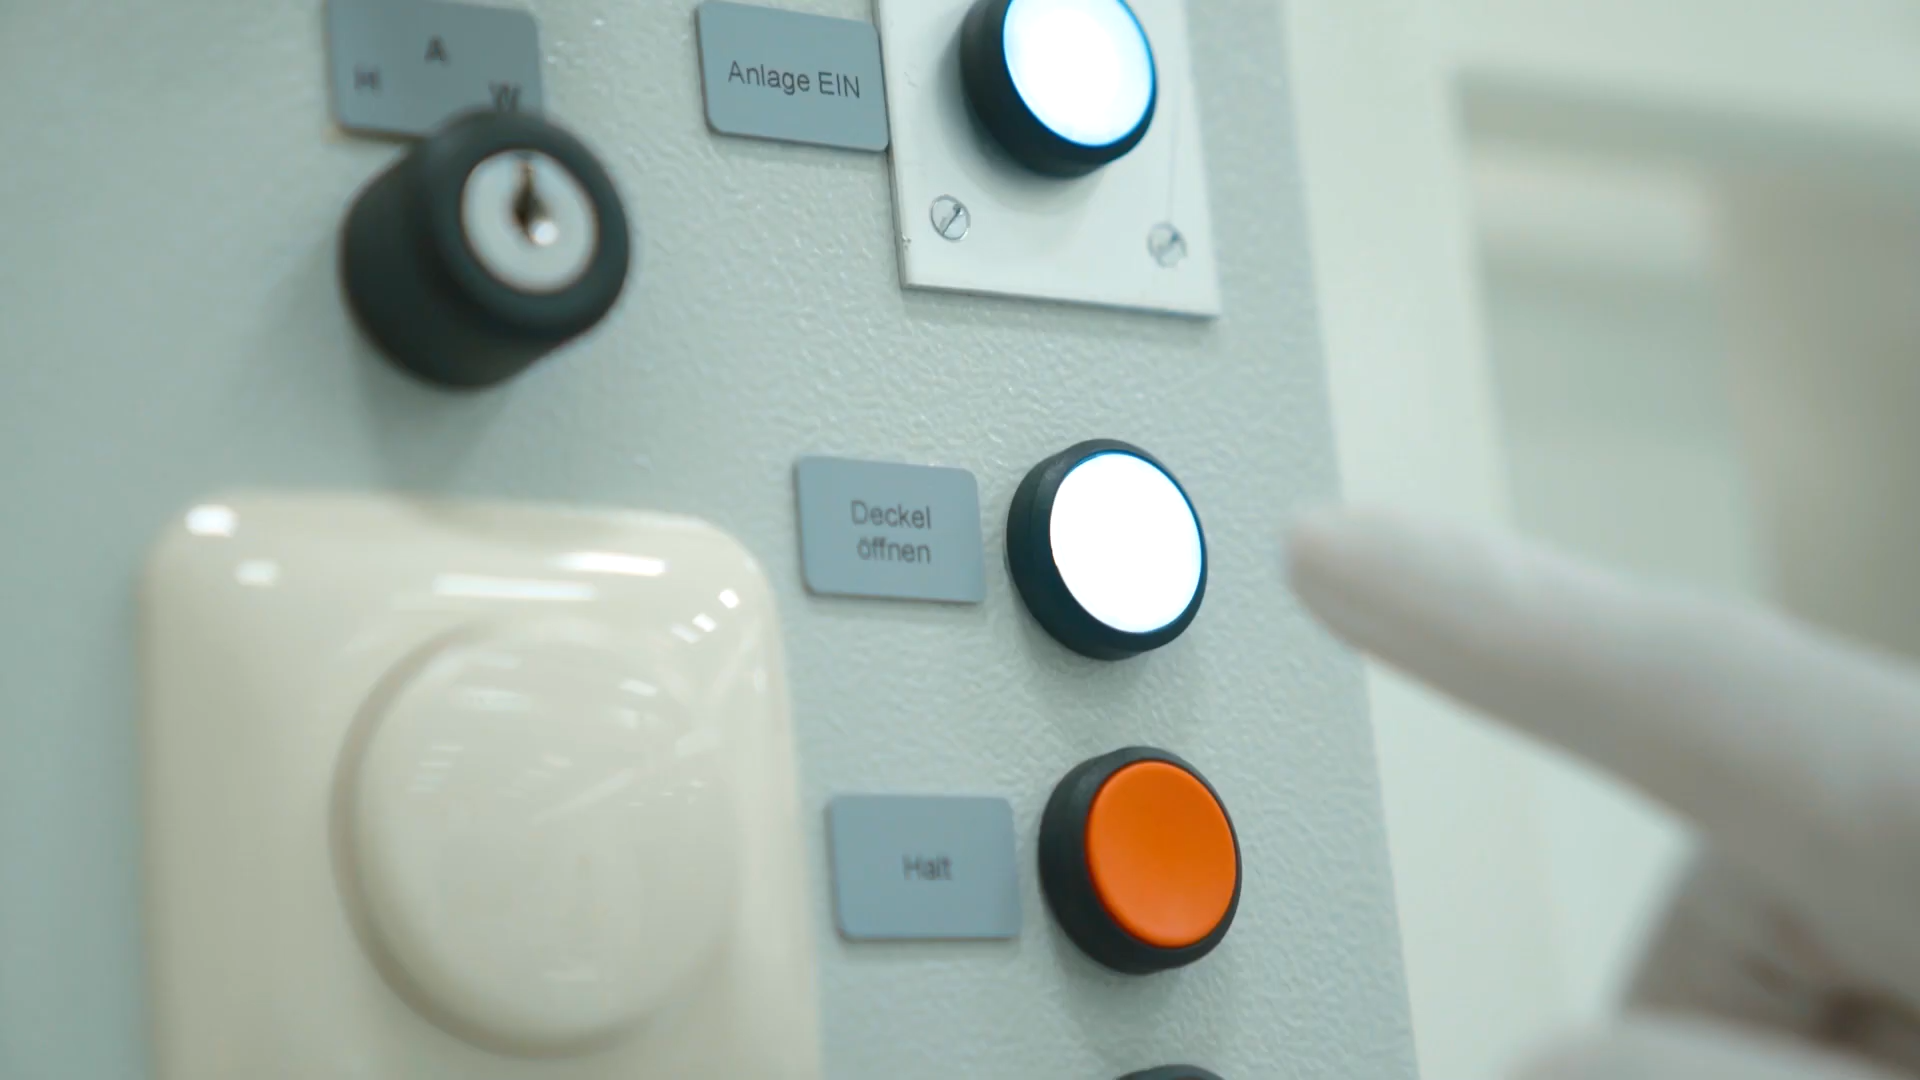 A
H
W
Anlage EIN
Deckel
öffnen
Halt